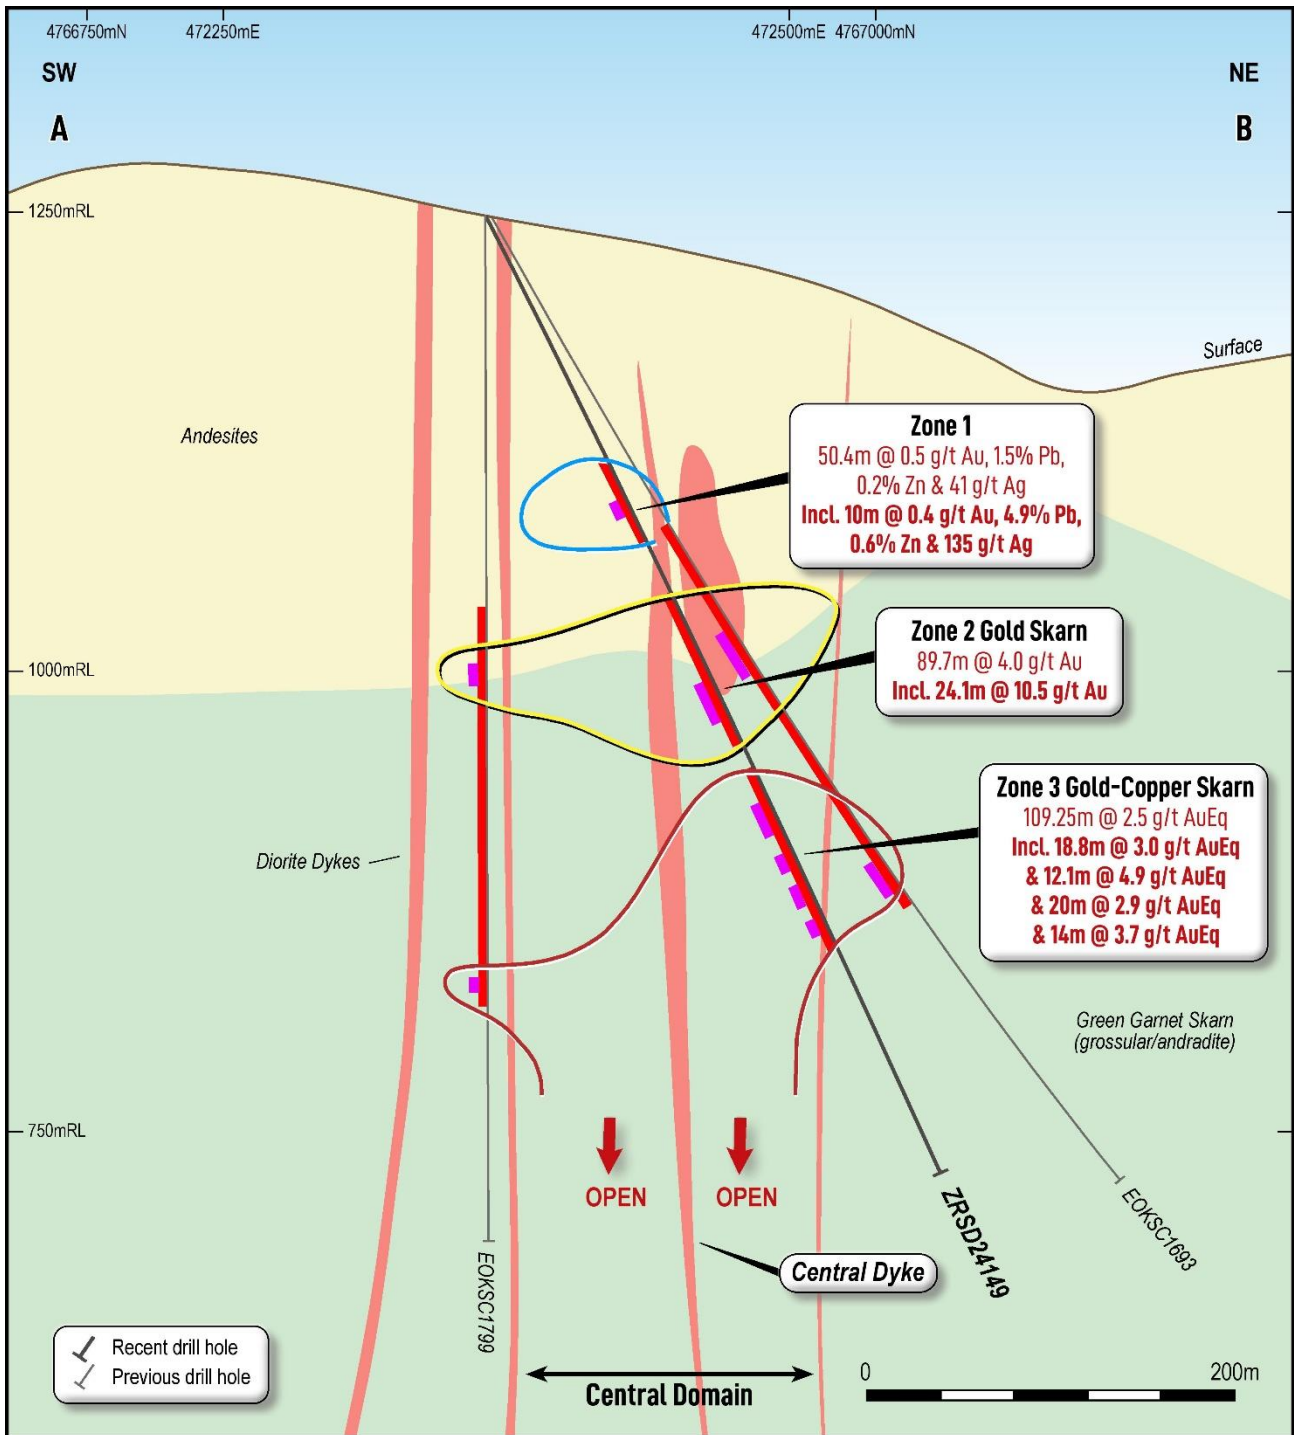 4766750mN 472250mE 472500mE 4767000mN
SW NE
A B
1250mRL
Surface
Andesites
Zone 1
50.4m @ 0.5 g/t Au, 1.5% Pb,
0.2% Zn & 41 g/t Ag
Incl. 10m @ 0.4 g/t Au, 4.9% Pb,
0.6% Zn & 135 g/t Ag
1000mRL
Zone 2 Gold Skarn
89.7m @ 4.0 g/t Au
Incl. 24.1m @ 10.5 g/t Au
Zone 3 Gold-Copper Skarn
109.25m @ 2.5 g/t AuEq
Incl. 18.8m @ 3.0 g/t AuEq
& 12.1m @ 4.9 g/t AuEq
& 20m @ 2.9 g/t AuEq
& 14m @ 3.7 g/t AuEq
Diorite Dykes
Green Garnet Skarn
(grossular/andradite)
750mRL
OPEN OPEN
EOKSC1799
ZRSD24149
EOKSC1693
Central Dyke
Recent drill hole
Previous drill hole
Central Domain
0 200m